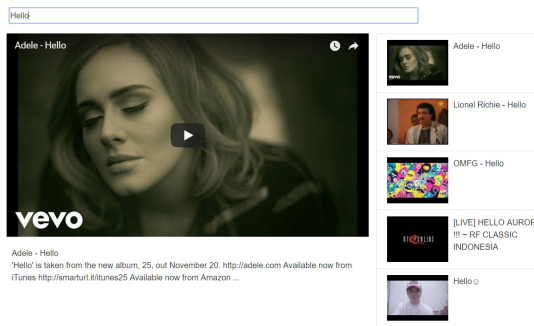 Hello
Adele - Hello
vevo
Adele - Hello
'Hello' is taken from the new album, 25, out November 20. http://adele.com Available now from
iTunes http://smarturl.it/itunes25 Available now from Amazon ...
vevo
Adele - Hello
Lionel Richie - Hello
OMFG - Hello
[LIVE] HELLO AUROR
!!! ~ RF CLASSIC
INDONESIA
Hello☺